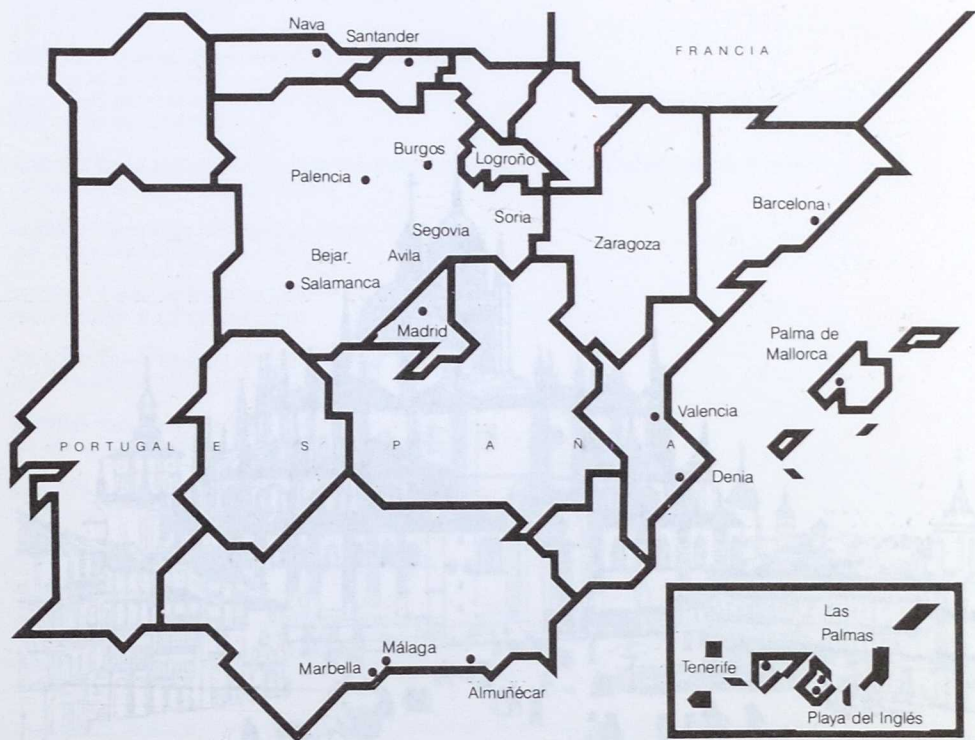 Nava
Santander
FRANCIA
Burgos
Logroño
Palencia
Barcelona
Soria
Segovia
Zaragoza
Bejar
Avila
Salamanca
Madrid
Palma de
Mallorca
Valencia
PORTUGAL
ESPAÑA
Denia
Las
Palmas
Málaga
Tenerife
Marbella
Almuñécar
Playa del Inglés